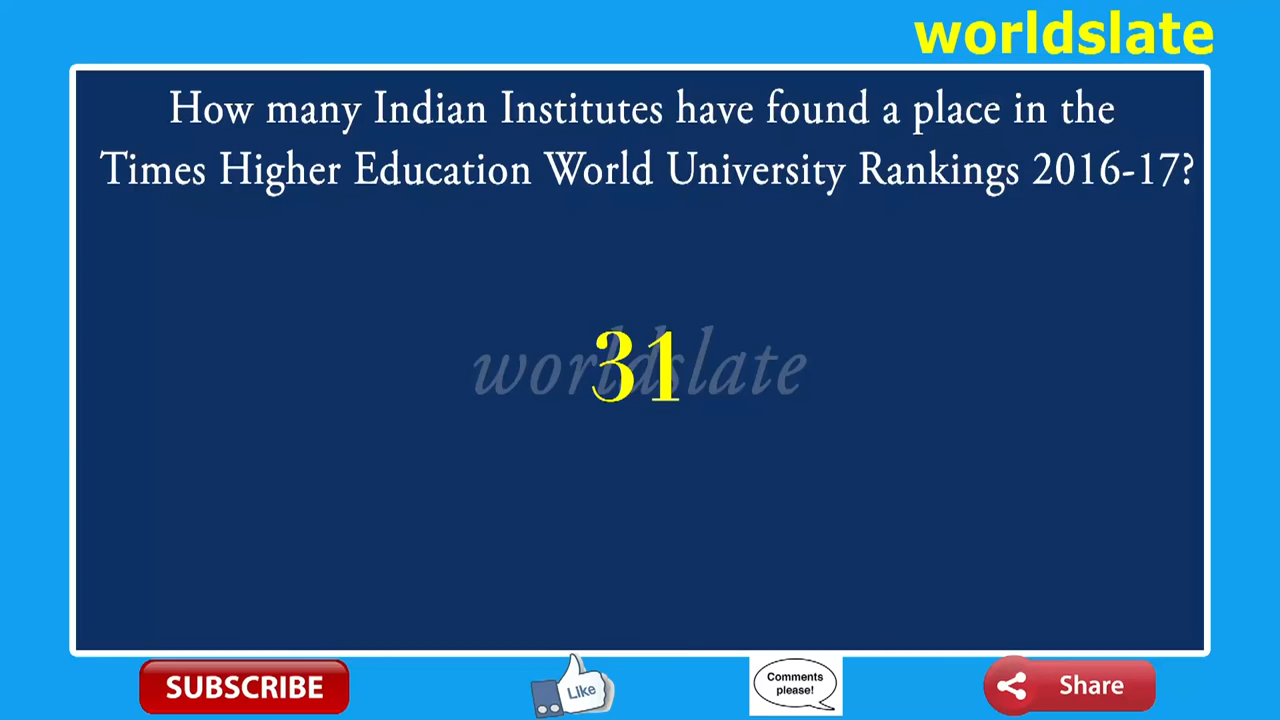 worldslate
How many Indian Institutes have found a place in the
Times Higher Education World University Rankings 2016-17?
worldslate
31
SUBSCRIBE
Like
Comments
please!
Share